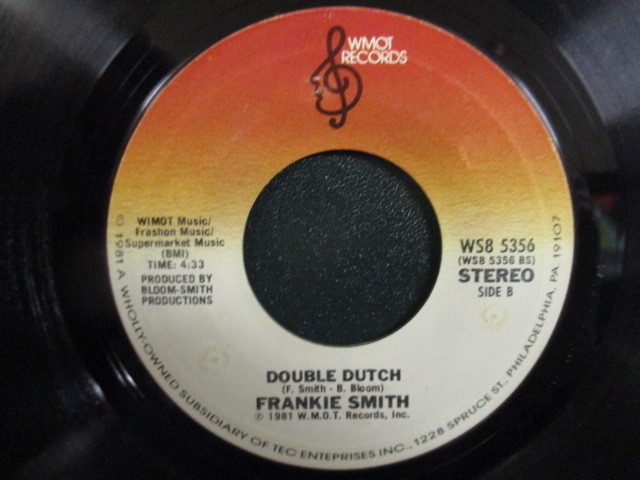 WMOT
RECORDS
WIMOT Music/
Frashon Music/
Supermarket Music
(BMI)
TIME: 4:33
PRODUCED BY
BLOOM-SMITH
PRODUCTIONS
WS8 5356
(WS8 5356 BS)
STEREO
SIDE B
DOUBLE DUTCH
(F. Smith - B. Bloom)
FRANKIE SMITH
℗ 1981 W.M.O.T. Records, Inc.
© 1981 A WHOLLY-OWNED SUBSIDIARY OF TEC ENTEPRISES INC., 1228 SPRUCE ST., PHILADELPHIA, PA 19107